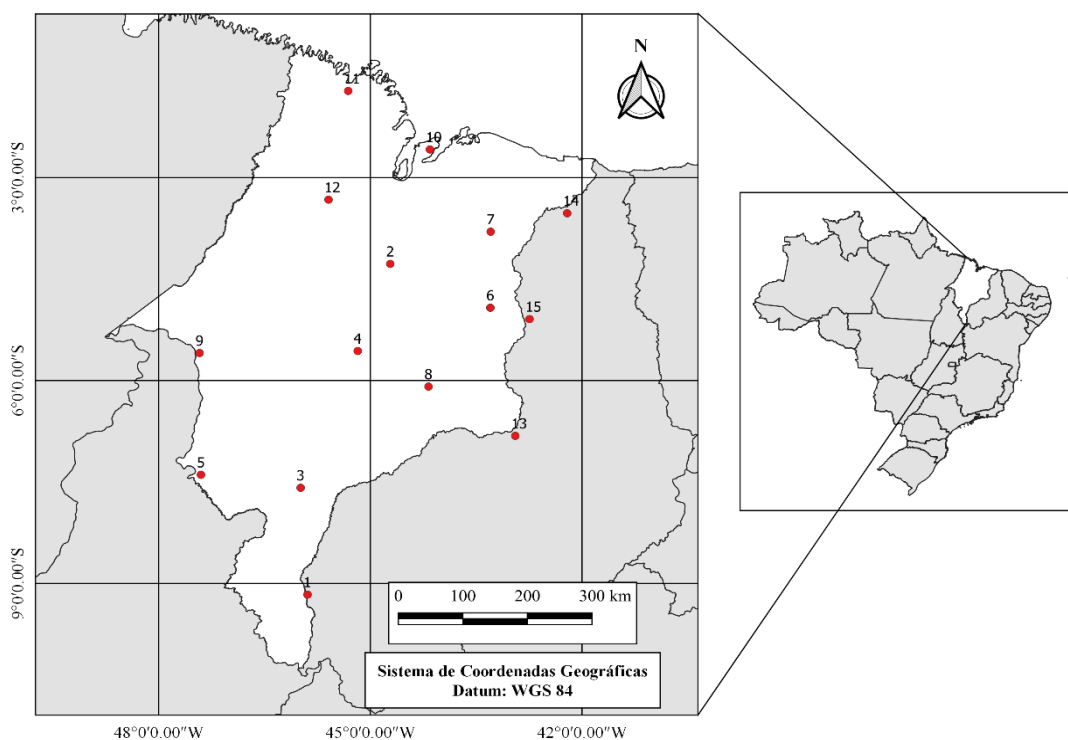 N
11
10
3°0'0.00"S
12
14
7
2
6
15
9
4
6°0'0.00"S
8
13
5
3
9°0'0.00"S
1
0 100 200 300 km
Sistema de Coordenadas Geográficas
Datum: WGS 84
48°0'0.00"W 45°0'0.00"W 42°0'0.00"W